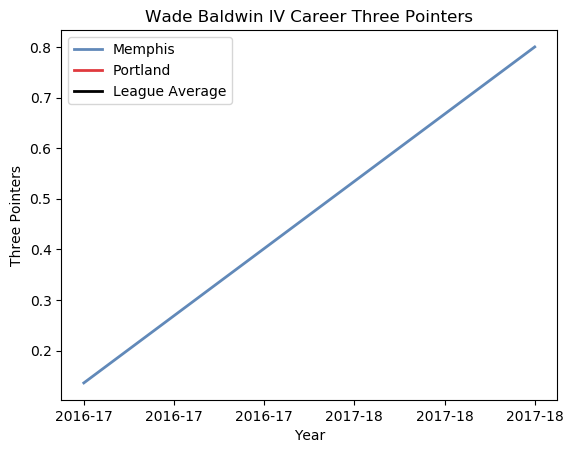 Wade Baldwin IV Career Three Pointers
Memphis
Portland
League Average
Three Pointers
0.8
0.7
0.6
0.5
0.4
0.3
0.2
2016-17 2016-17 2016-17 2017-18 2017-18 2017-18
Year